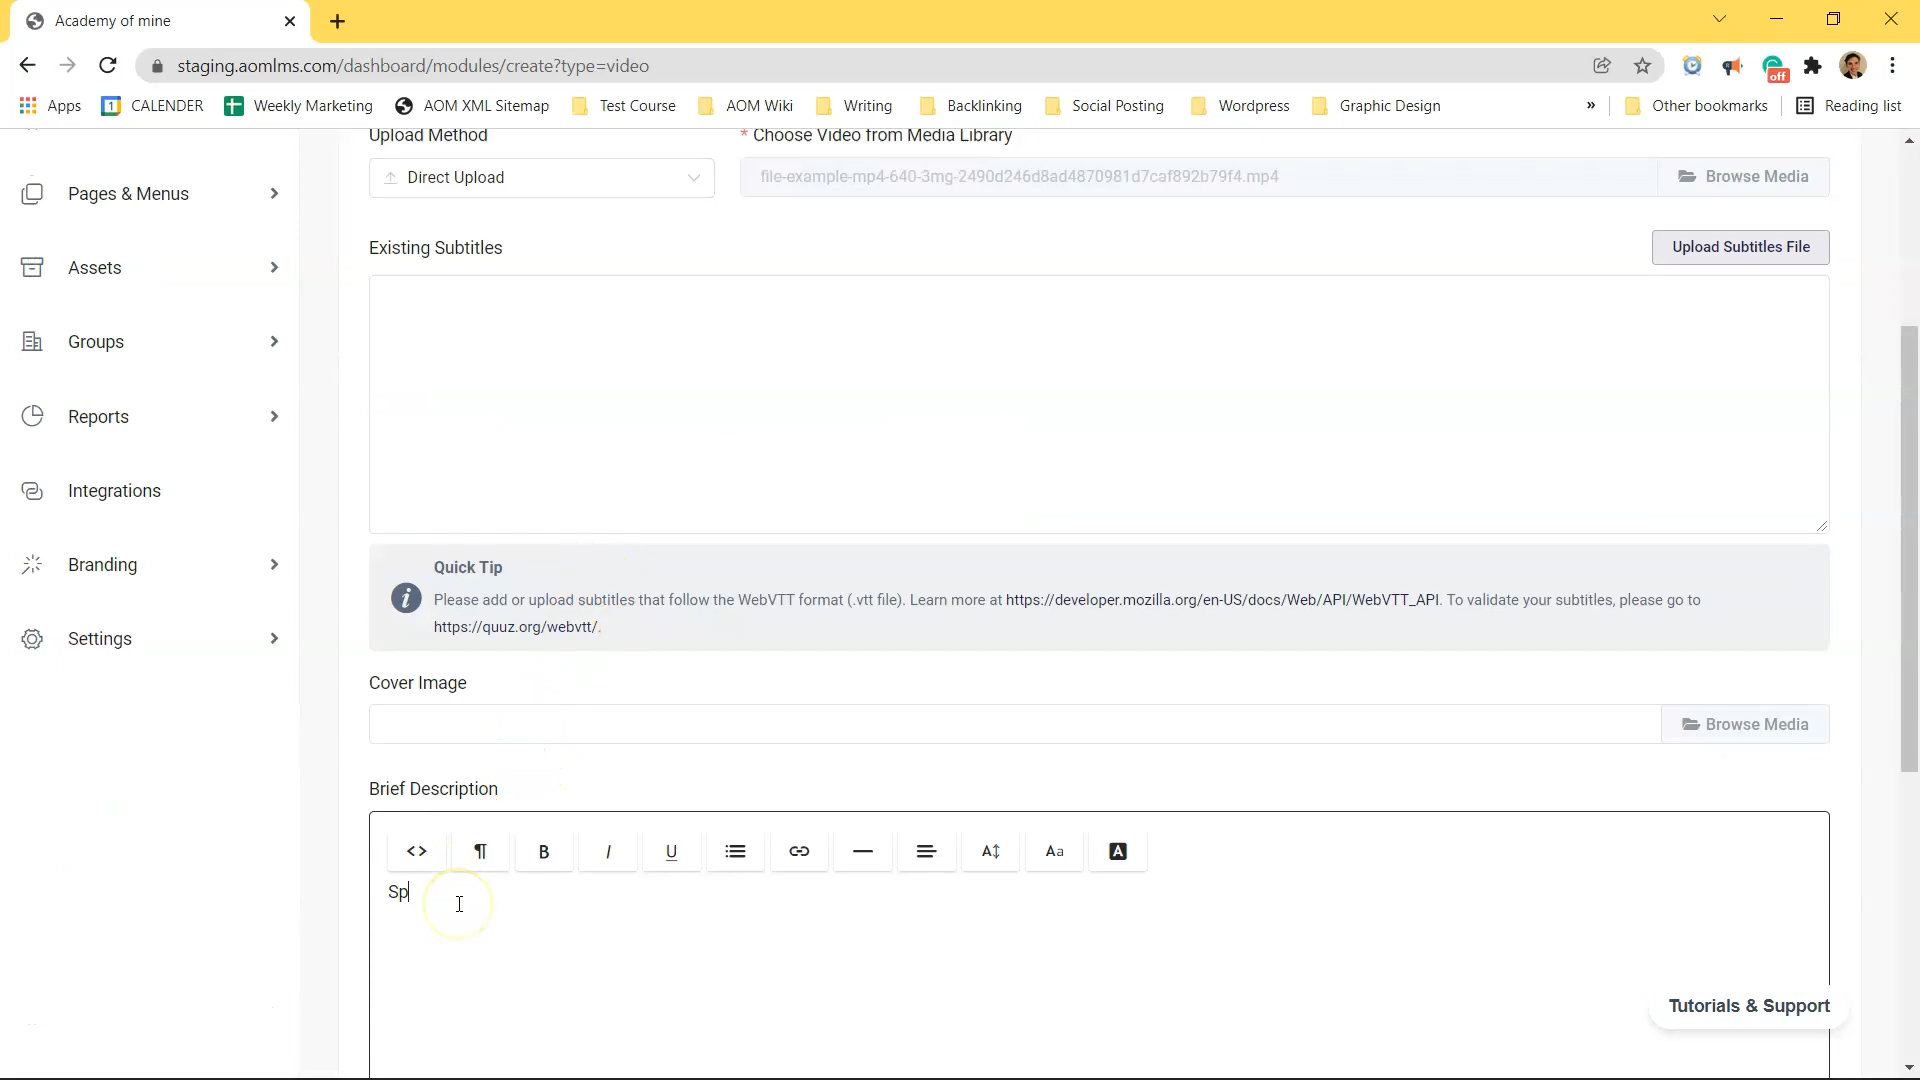 Academy of mine
staging.aomlms.com/dashboard/modules/create?type=video
off
Apps
1 CALENDER
Weekly Marketing
AOM XML Sitemap
Test Course
AOM Wiki
Writing
Backlinking
Social Posting
Wordpress
Graphic Design
»
Other bookmarks
Reading list
Upload Method
* Choose Video from Media Library
Pages & Menus
Direct Upload
file-example-mp4-640-3mg-2490d246d8ad4870981d7caf892b79f4.mp4
Browse Media
Existing Subtitles
Upload Subtitles File
Assets
Groups
Reports
Integrations
Branding
Settings
Quick Tip
Please add or upload subtitles that follow the WebVTT format (.vtt file). Learn more at https://developer.mozilla.org/en-US/docs/Web/API/WebVTT_API. To validate your subtitles, please go to
https://quuz.org/webvtt/.
Cover Image
Browse Media
Brief Description
<> ¶ B I U A Aa A
Sp
Tutorials & Support